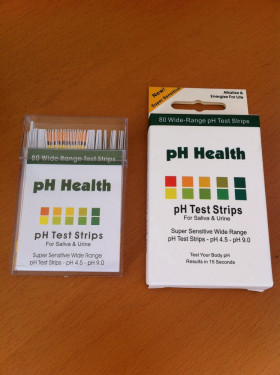 80 Wide-Range Test Strips
pH Health
pH Test Strips
For Saliva & Urine
Super Sensitive Wide Range
pH Test Strips - pH 4.5 - pH 9.0
New!
Super Sensitive
Alkalize &
Energize For Life
80 Wide-Range pH Test Strips
pH Health
pH Test Strips
For Saliva & Urine
Super Sensitive Wide Range
pH Test Strips - pH 4.5 - pH 9.0
Test Your Body pH
Results in 15 Seconds